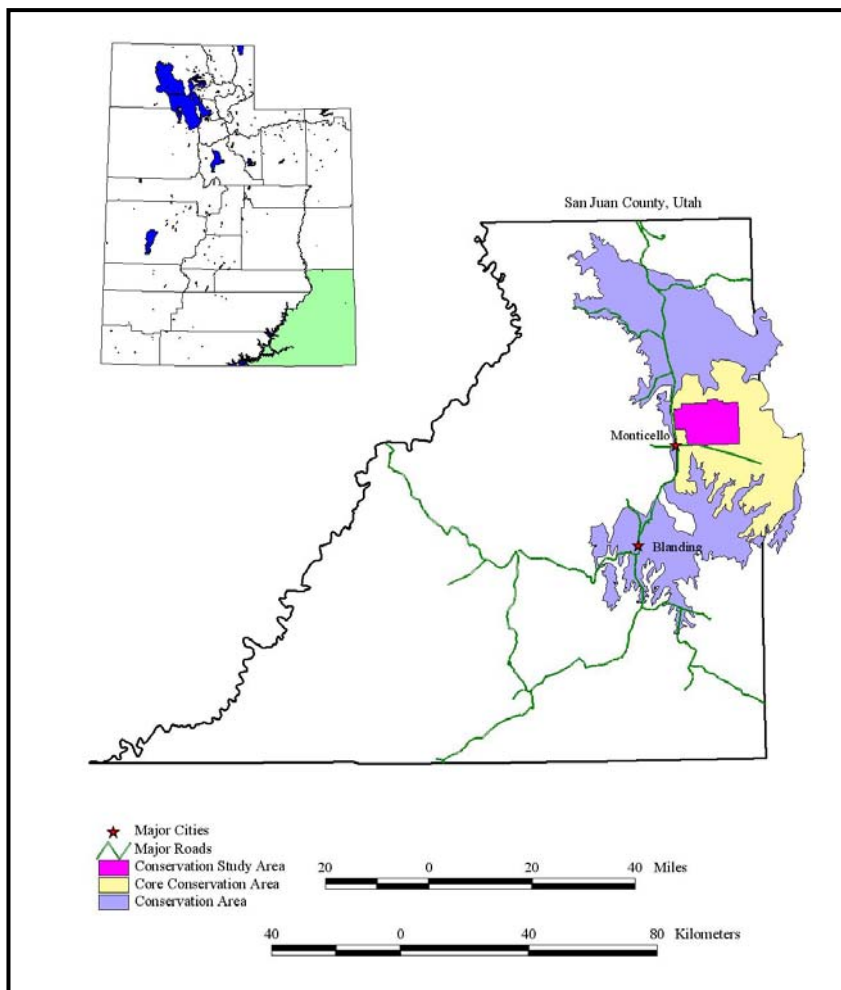 San Juan County, Utah
Monticello
Blanding
Major Cities
Major Roads
Conservation Study Area
Core Conservation Area
Conservation Area
20 0 20 40 Miles
40 0 40 80 Kilometers